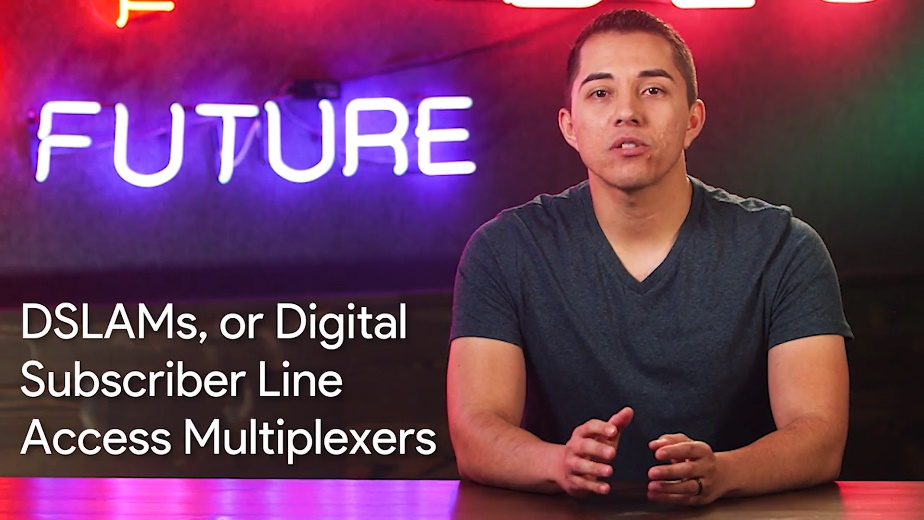 FUTURE
DSLAMs, or Digital
Subscriber Line
Access Multiplexers